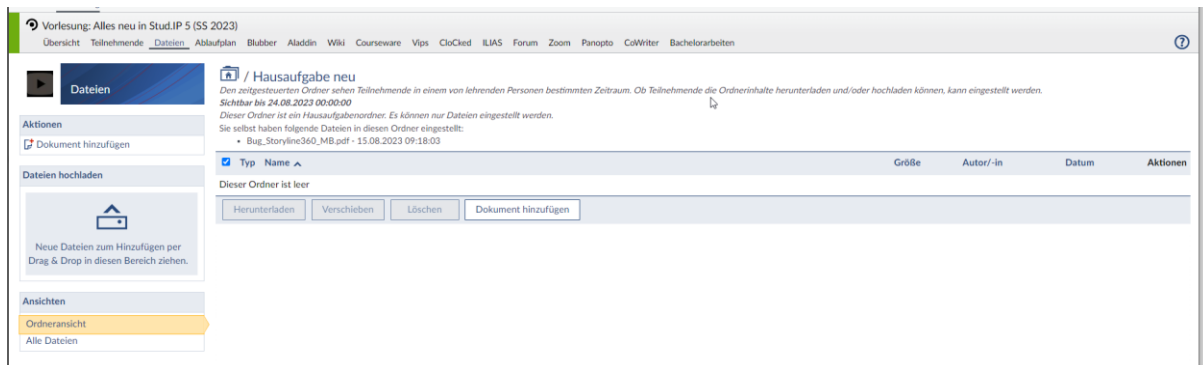 Vorlesung: Alles neu in Stud.IP 5 (SS 2023)
Übersicht Teilnehmende Dateien Ablaufplan Blubber Aladdin Wiki Courseware Vips CloCked ILIAS Forum Zoom Panopto CoWriter Bachelorarbeiten
Dateien
Aktionen
Dokument hinzufügen
Dateien hochladen
Neue Dateien zum Hinzufügen per
Drag & Drop in diesen Bereich ziehen.
Ansichten
Ordneransicht
Alle Dateien
/ Hausaufgabe neu
Den zeitgesteuerten Ordner sehen Teilnehmende in einem von lehrenden Personen bestimmten Zeitraum. Ob Teilnehmende die Ordnerinhalte herunterladen und/oder hochladen können, kann eingestellt werden.
Sichtbar bis 24.08.2023 00:00:00
Dieser Ordner ist ein Hausaufgabenordner. Es können nur Dateien eingestellt werden.
Sie selbst haben folgende Dateien in diesen Ordner eingestellt:
• Bug_Storyline360_MB.pdf - 15.08.2023 09:18:03
Typ Name Größe Autor/-in Datum Aktionen
Dieser Ordner ist leer
Herunterladen Verschieben Löschen Dokument hinzufügen